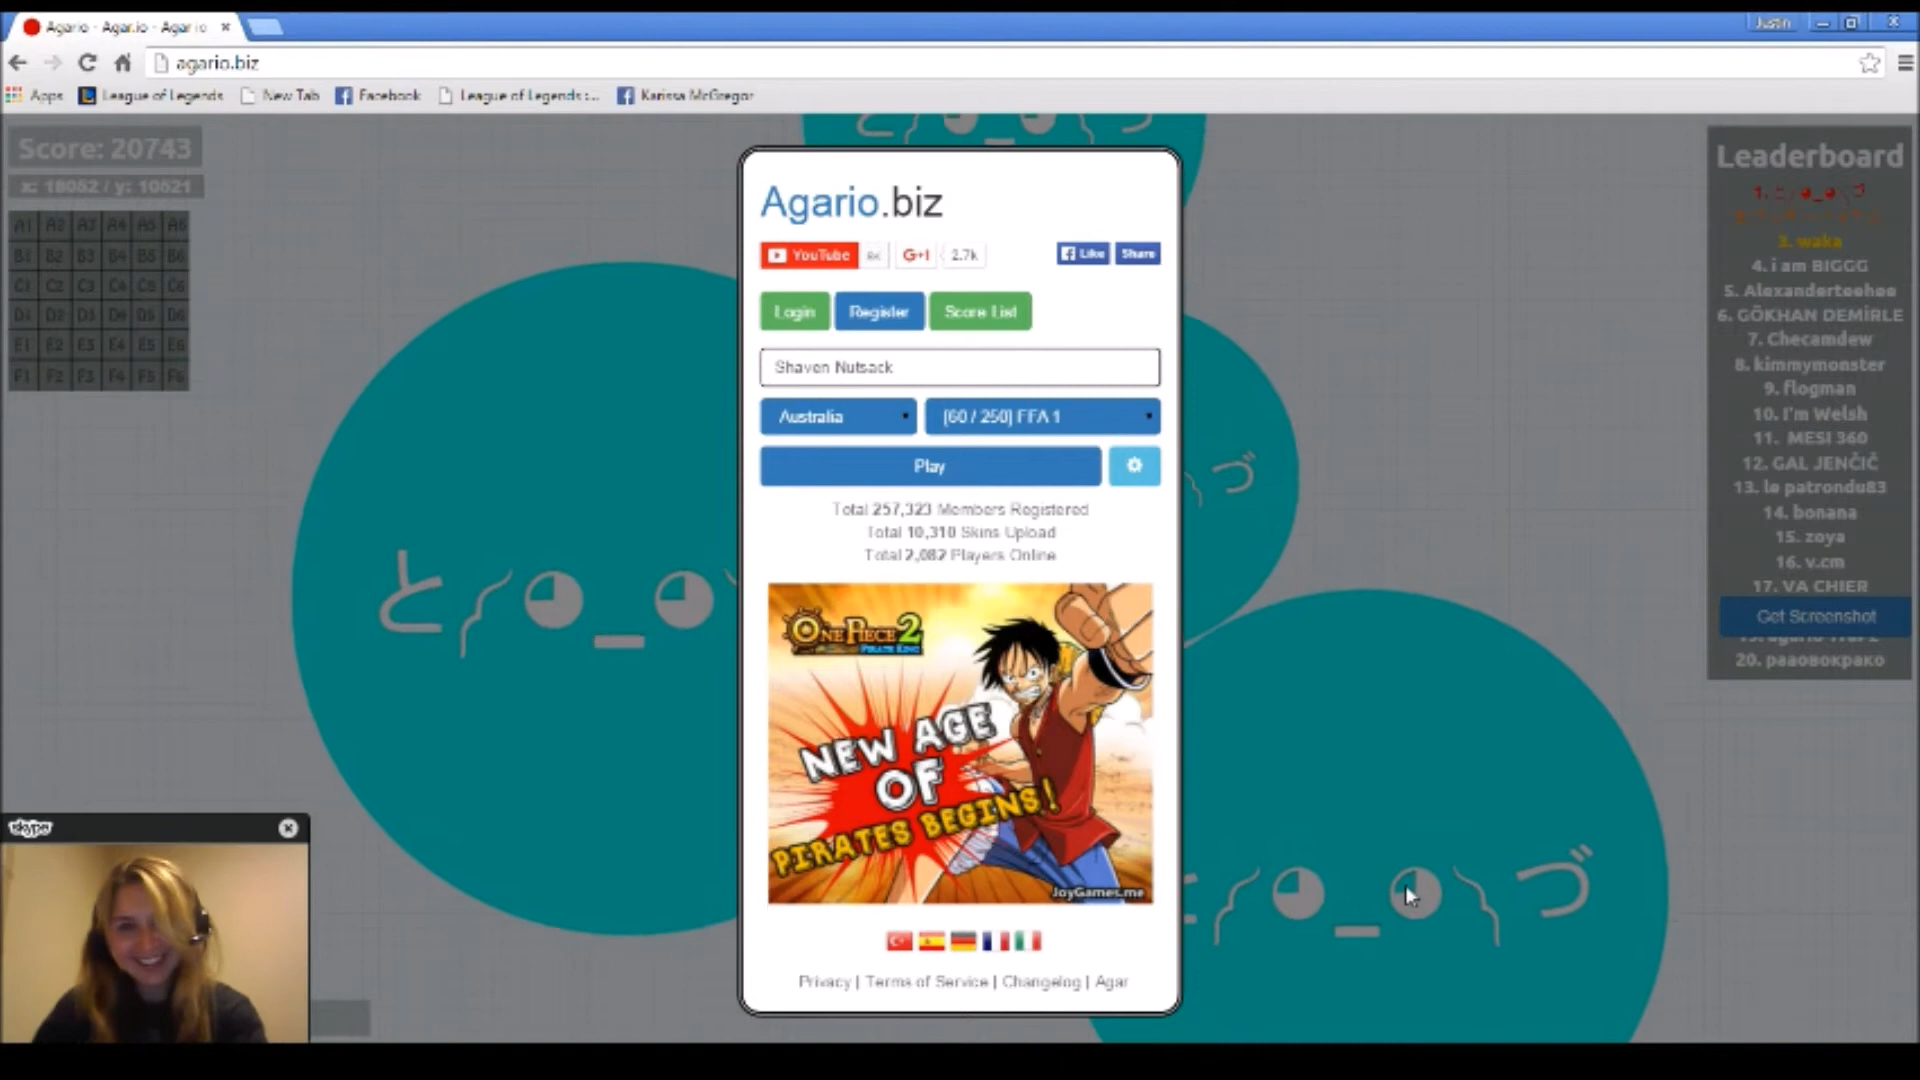 Agario - Agar.io - Agar io
Justin
agario.biz
Apps
League of Legends
New Tab
Facebook
League of Legends :...
Karissa McGregor
Score: 20743
x: 18052 / y: 10521
A1 A2 A3 A4 A5 A6
B1 B2 B3 B4 B5 B6
C1 C2 C3 C4 C5 C6
D1 D2 D3 D4 D5 D6
E1 E2 E3 E4 E5 E6
F1 F2 F3 F4 F5 F6
Agario.biz
YouTube
G+1
2.7k
Like
Share
Login
Register
Score List
Shaven Nutsack
Australia
[60 / 250] FFA 1
Play
Total 257,323 Members Registered
Total 10,310 Skins Upload
Total 2,082 Players Online
ONE PIECE 2
PIRATE KING
NEW AGE
OF
PIRATES BEGINS!
JoyGames.me
Privacy | Terms of Service | Changelog | Agar
Leaderboard
3. waka
4. i am BIGGG
5. Alexanderteehee
6. GÖKHAN DEMİRLE
7. Checamdew
8. kimmymonster
9. flogman
10. I'm Welsh
11. MESI 360
12. GAL JENČIČ
13. le patrondu83
14. bonana
15. zoya
16. v.cm
17. VA CHIER
Get Screenshot
20.
skype